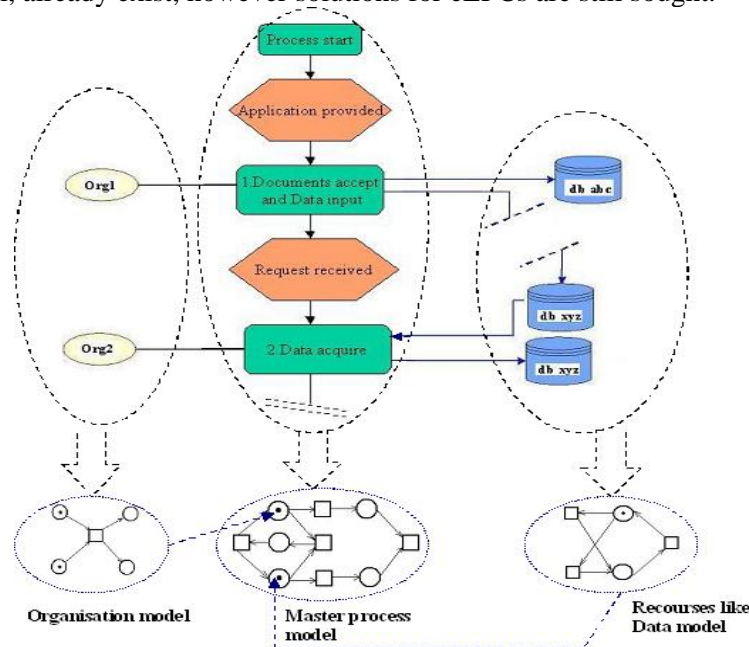 already exist, however solutions for eEPCs are still sought.
Process start
Application provided
Org1
1.Documents accept
and Data input
db abc
Request received
db xyz
Org2
2.Data acquire
db xyz
Organisation model
Master process
model
Recourses like
Data model